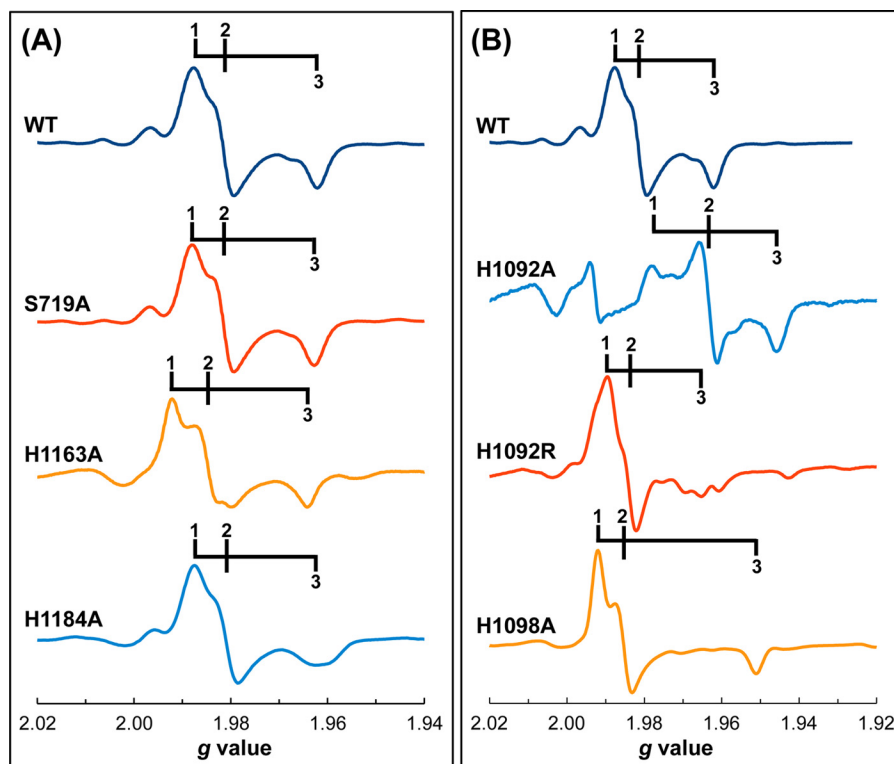 (A)
1 2
3
WT
1 2
3
S719A
1 2
3
H1163A
1 2
3
H1184A
2.02 2.00 1.98 1.96 1.94
g value
(B)
1 2
3
WT
1 2
3
H1092A
1 2
3
H1092R
1 2
3
H1098A
2.02 2.00 1.98 1.96 1.94 1.92
g value